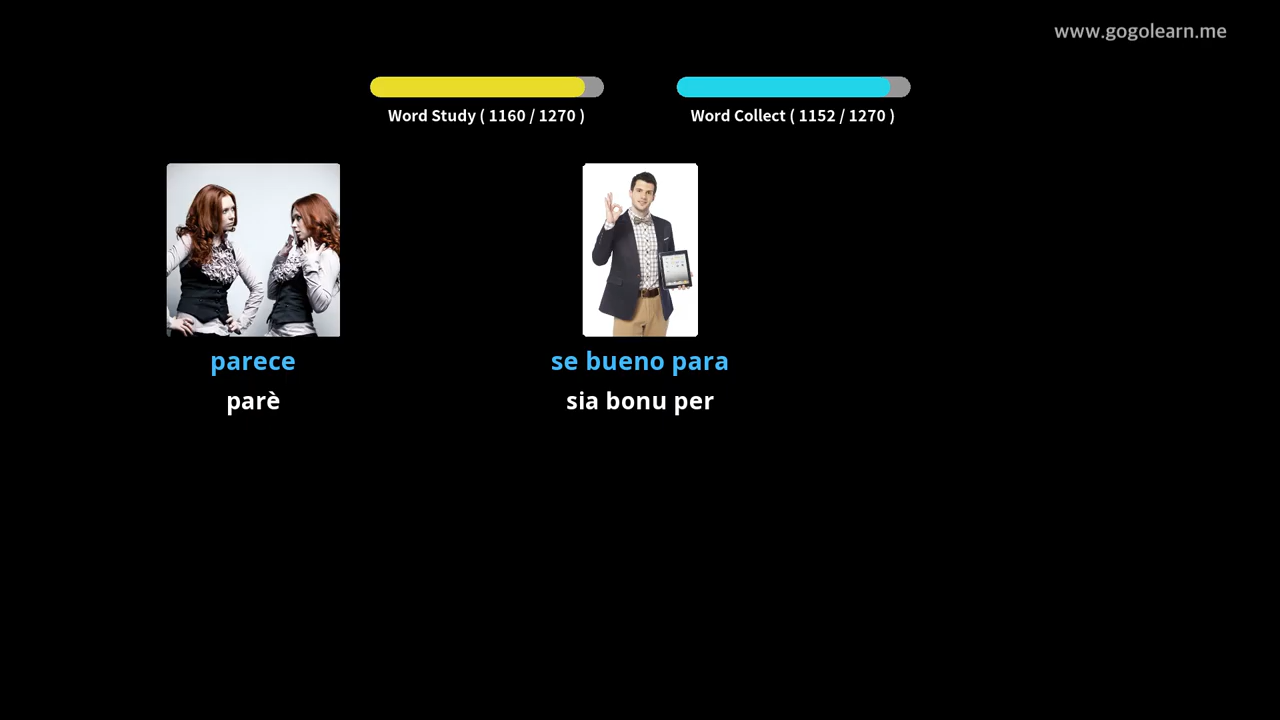 www.gogolearn.me
Word Study ( 1160 / 1270 )
Word Collect ( 1152 / 1270 )
parece
parè
se bueno para
sia bonu per